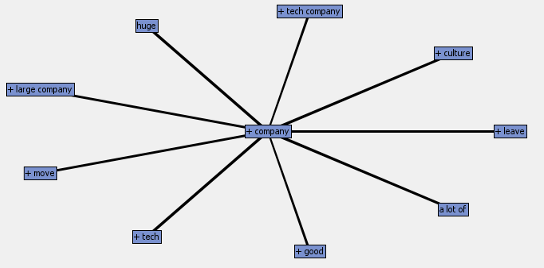 + tech company
huge
+ culture
+ large company
+ company
+ leave
+ move
a lot of
+ tech
+ good